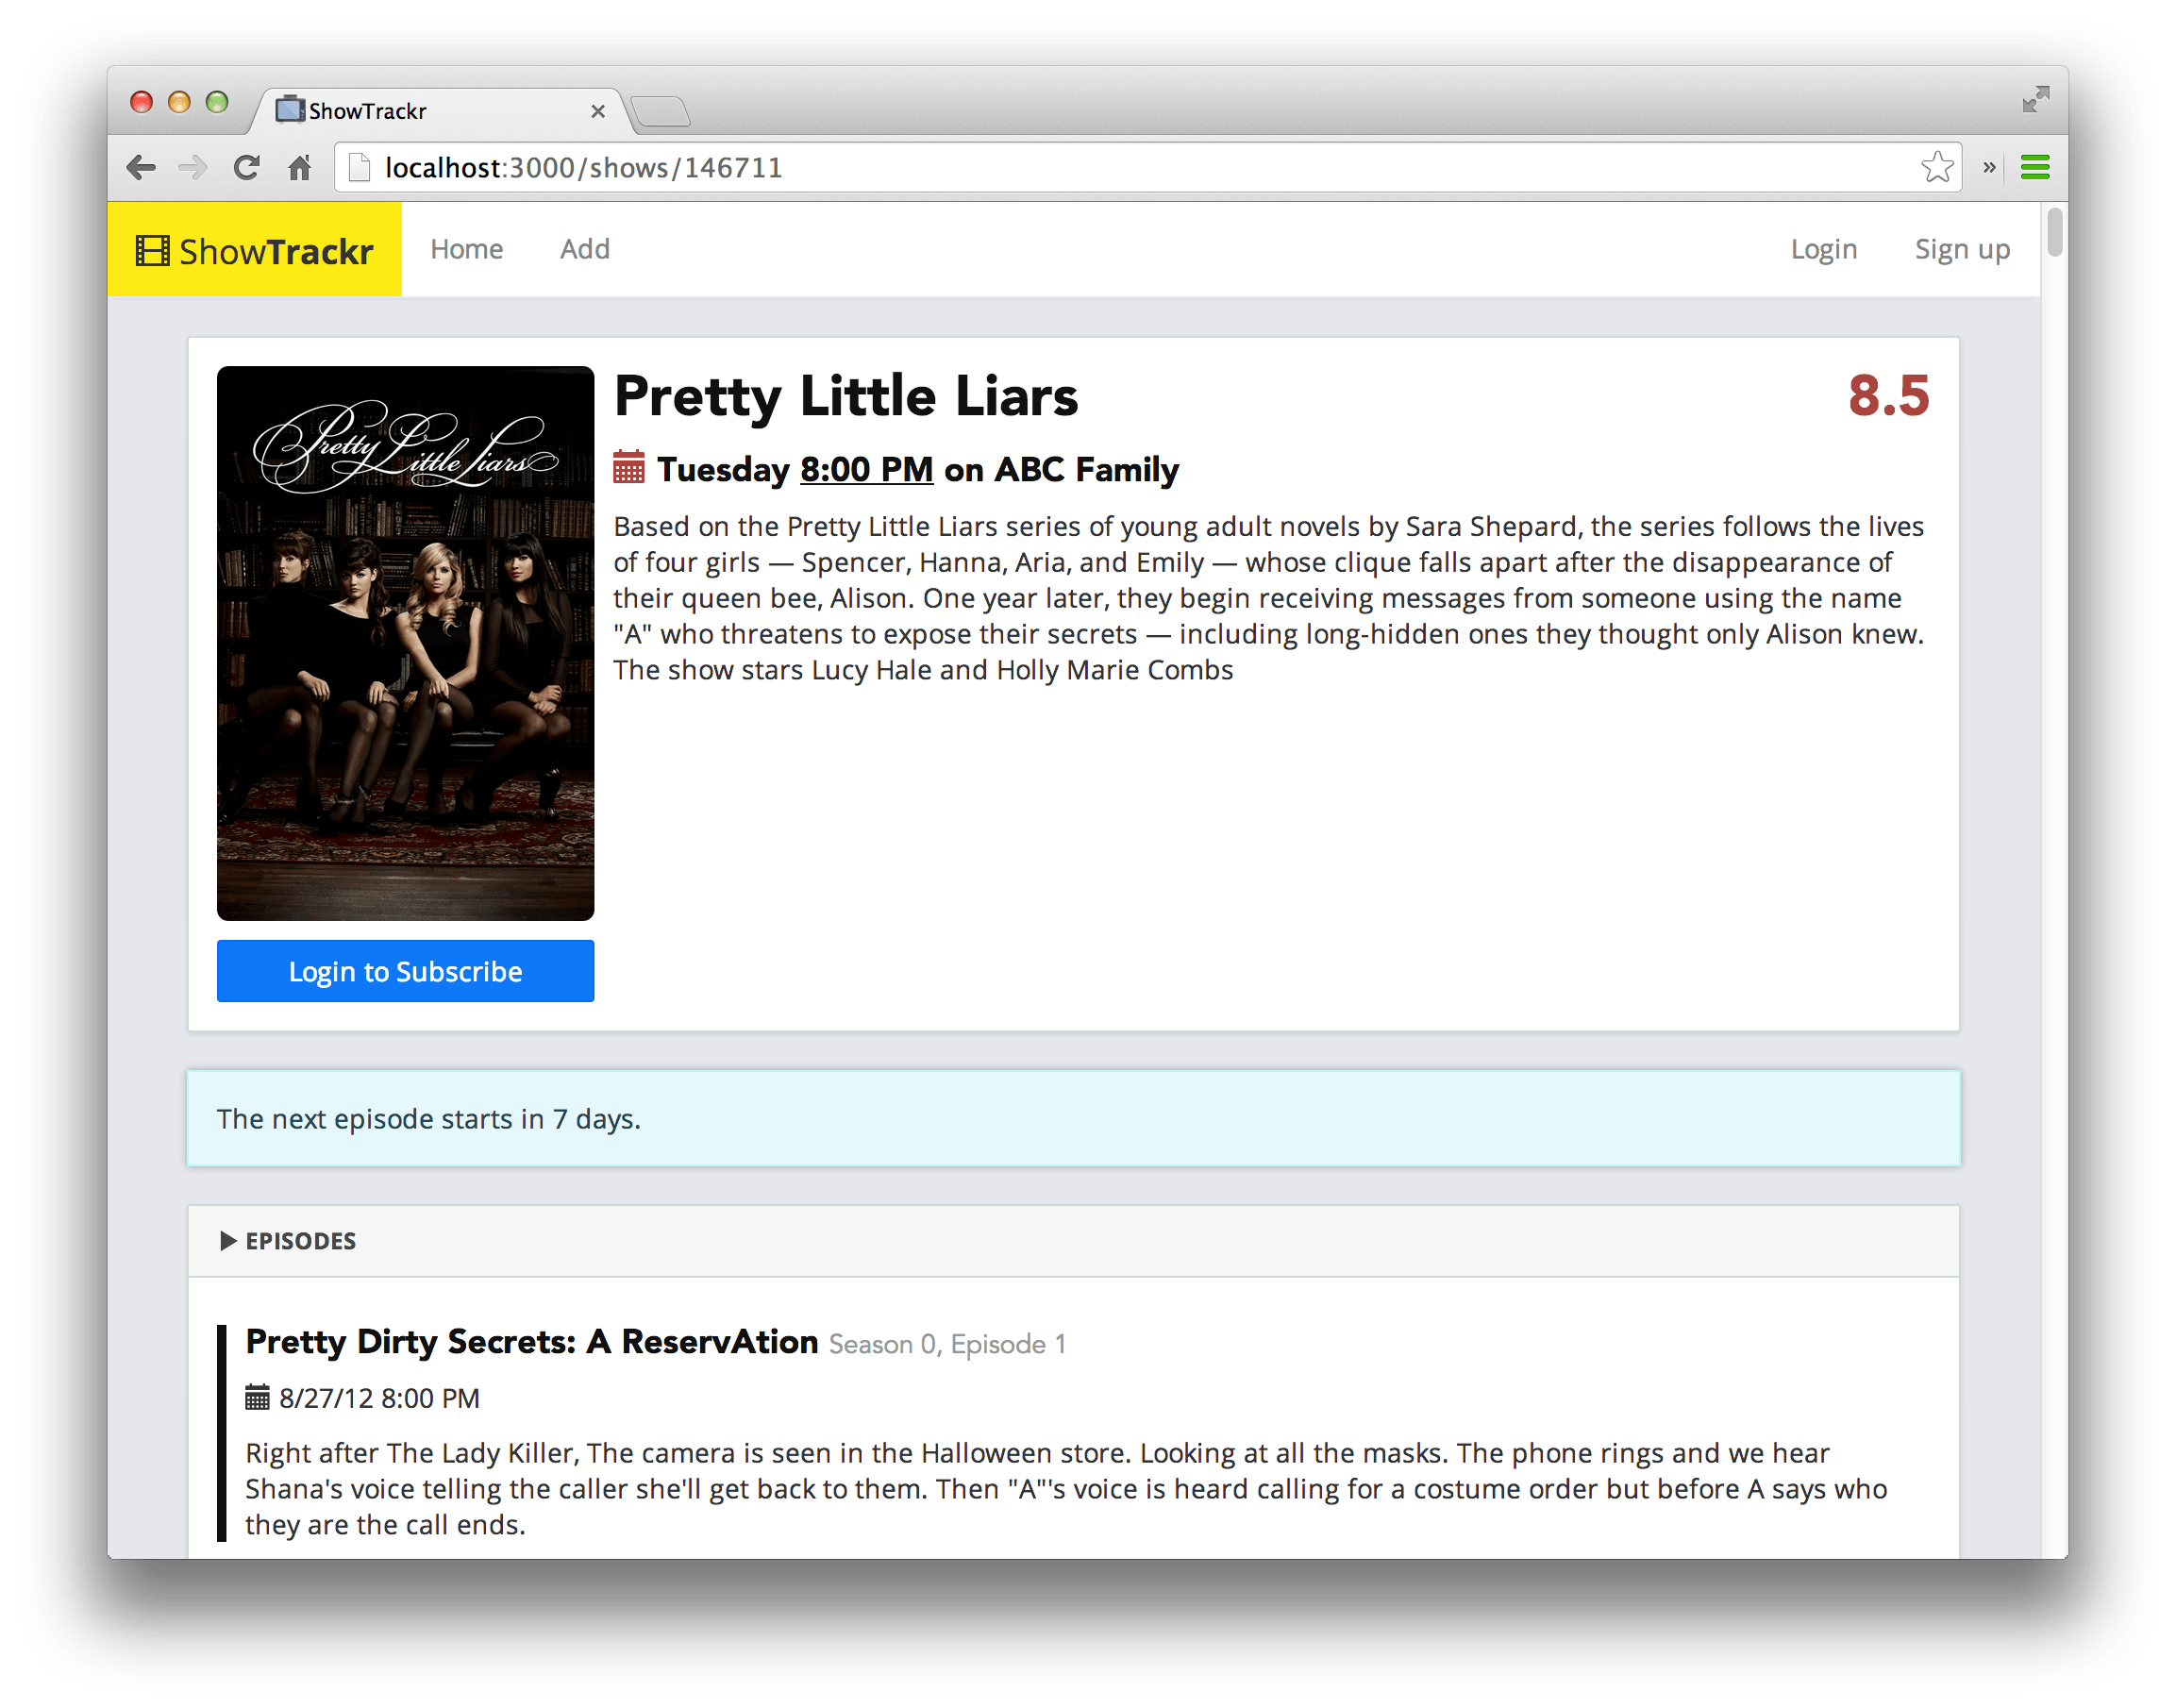 ShowTrackr
localhost:3000/shows/146711
»
ShowTrackr
Home
Add
Login
Sign up
Pretty Little Liars
Pretty Little Liars
8.5
Tuesday 8:00 PM on ABC Family
Based on the Pretty Little Liars series of young adult novels by Sara Shepard, the series follows the lives
of four girls — Spencer, Hanna, Aria, and Emily — whose clique falls apart after the disappearance of
their queen bee, Alison. One year later, they begin receiving messages from someone using the name
"A" who threatens to expose their secrets — including long-hidden ones they thought only Alison knew.
The show stars Lucy Hale and Holly Marie Combs
Login to Subscribe
The next episode starts in 7 days.
EPISODES
Pretty Dirty Secrets: A ReservAtion Season 0, Episode 1
8/27/12 8:00 PM
Right after The Lady Killer, The camera is seen in the Halloween store. Looking at all the masks. The phone rings and we hear
Shana's voice telling the caller she'll get back to them. Then "A"'s voice is heard calling for a costume order but before A says who
they are the call ends.